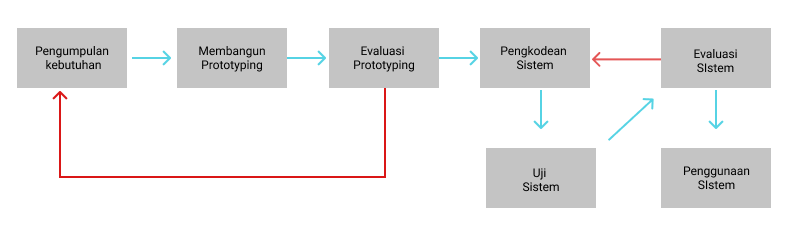 Pengumpulan
kebutuhan
Membangun
Prototyping
Evaluasi
Prototyping
Pengkodean
Sistem
Evaluasi
SIstem
Uji
Sistem
Penggunaan
SIstem